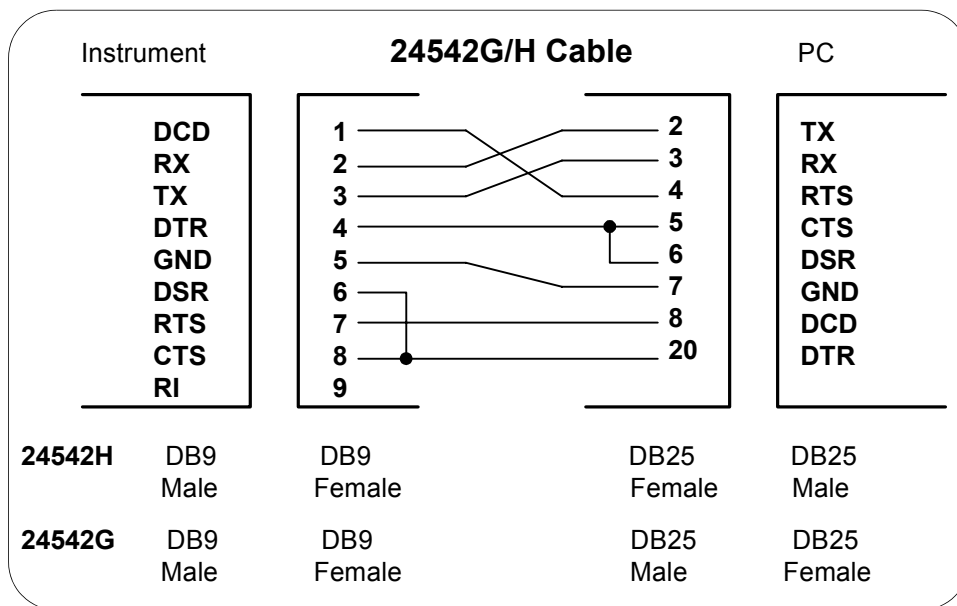 Instrument 24542G/H Cable PC
DCD 1 2 TX
RX 2 3 RX
TX 3 4 RTS
DTR 4 5 CTS
GND 5 6 DSR
DSR 6 7 GND
RTS 7 8 DCD
CTS 8 20 DTR
RI 9
24542H DB9 DB9 DB25 DB25
Male Female Female Male
24542G DB9 DB9 DB25 DB25
Male Female Male Female